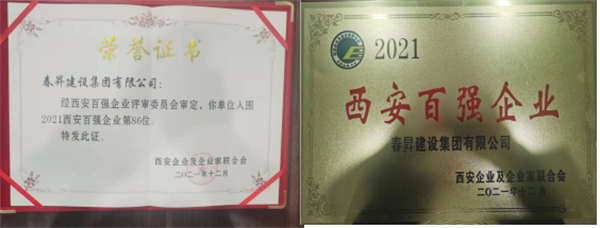 荣誉证书
春昇建设集团有限公司:
经西安百强企业评审委员会审定,你单位入围
2021西安百强企业第86位。
特发此证。
西安企业及企业家联合会
二〇二一年十二月
2021
西安百强企业
春昇建设集团有限公司
西安企业及企业家联合会
二〇二一年十二月